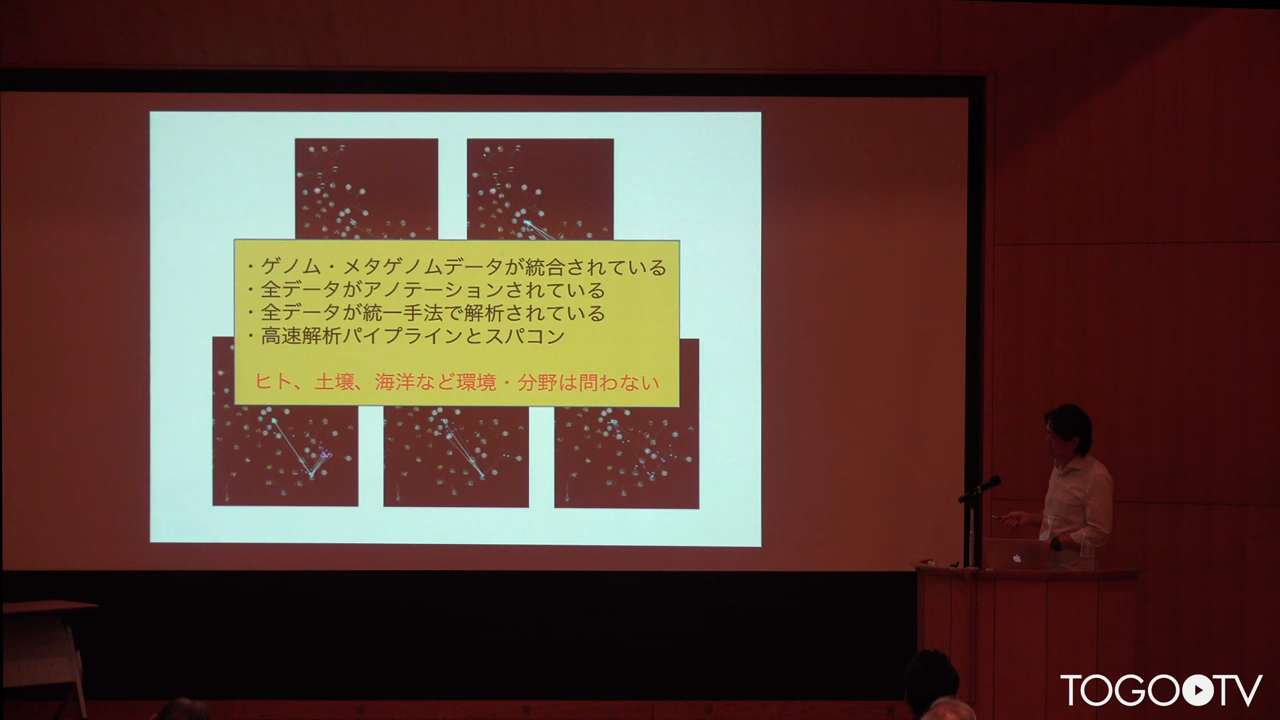 ・ゲノム・メタゲノムデータが統合されている
・全データがアノテーションされている
・全データが統一手法で解析されている
・高速解析パイプラインとスパコン
ヒト、土壌、海洋など環境・分野は問わない
TOGO TV